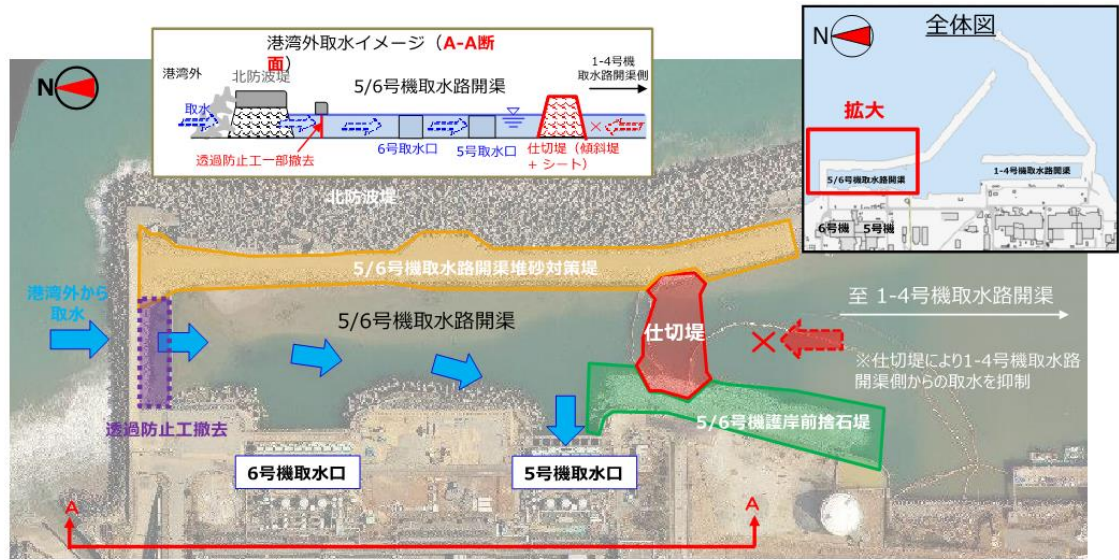 港湾外取水イメージ（A-A断
面）
港湾外
北防波堤
5/6号機取水路開渠
1-4号機
取水路開渠側
取水
透過防止工一部撤去
6号取水口
5号取水口
仕切堤（傾斜堤
+ シート）
N
全体図
N
拡大
5/6号機取水路開渠
1-4号機取水路開渠
6号機
5号機
北防波堤
5/6号機取水路開渠堆砂対策堤
港湾外から
取水
5/6号機取水路開渠
仕切堤
至 1-4号機取水路開渠
※仕切堤により1-4号機取水路
開渠側からの取水を抑制
透過防止工撤去
5/6号機護岸前捨石堤
6号機取水口
5号機取水口
A
A